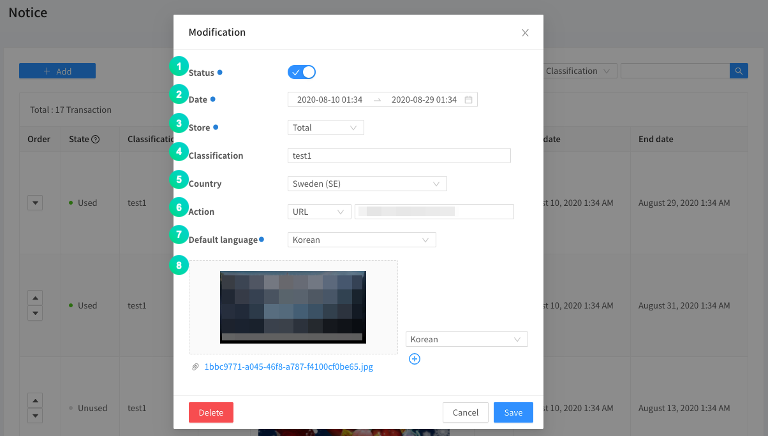 Notice
Modification
+ Add
Classification
Total : 17 Transaction
Order State Classificati date End date
Used test1 t 10, 2020 1:34 AM August 29, 2020 1:34 AM
Used test1 t 10, 2020 1:34 AM August 31, 2020 1:34 AM
Unused test1 t 10, 2020 1:34 AM August 13, 2020 1:34 AM
1 Status
2 Date 2020-08-10 01:34 → 2020-08-29 01:34
3 Store Total
4 Classification test1
5 Country Sweden (SE)
6 Action URL
7 Default language Korean
8
Korean
1bbc9771-a045-46f8-a787-f4100cf0be65.jpg
Delete Cancel Save